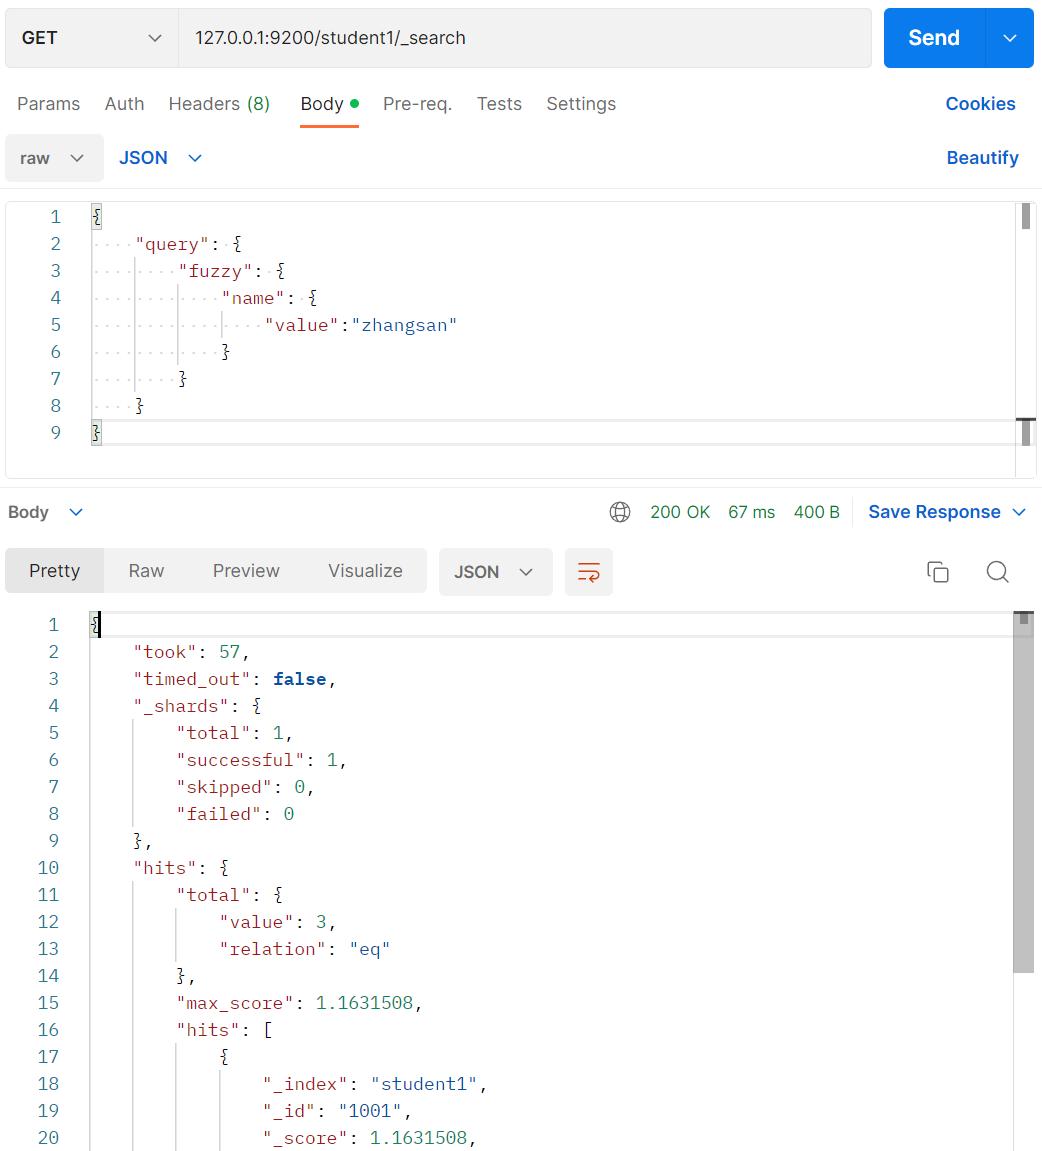 GET 127.0.0.1:9200/student1/_search Send
Params Auth Headers (8) Body Pre-req. Tests Settings Cookies
raw JSON Beautify
1 {
2 "query": {
3 "fuzzy": {
4 "name": {
5 "value":"zhangsan"
6 }
7 }
8 }
9 }
Body 200 OK 67 ms 400 B Save Response
Pretty Raw Preview Visualize JSON
1 {
2 "took": 57,
3 "timed_out": false,
4 "_shards": {
5 "total": 1,
6 "successful": 1,
7 "skipped": 0,
8 "failed": 0
9 },
10 "hits": {
11 "total": {
12 "value": 3,
13 "relation": "eq"
14 },
15 "max_score": 1.1631508,
16 "hits": [
17 {
18 "_index": "student1",
19 "_id": "1001",
20 "_score": 1.1631508,